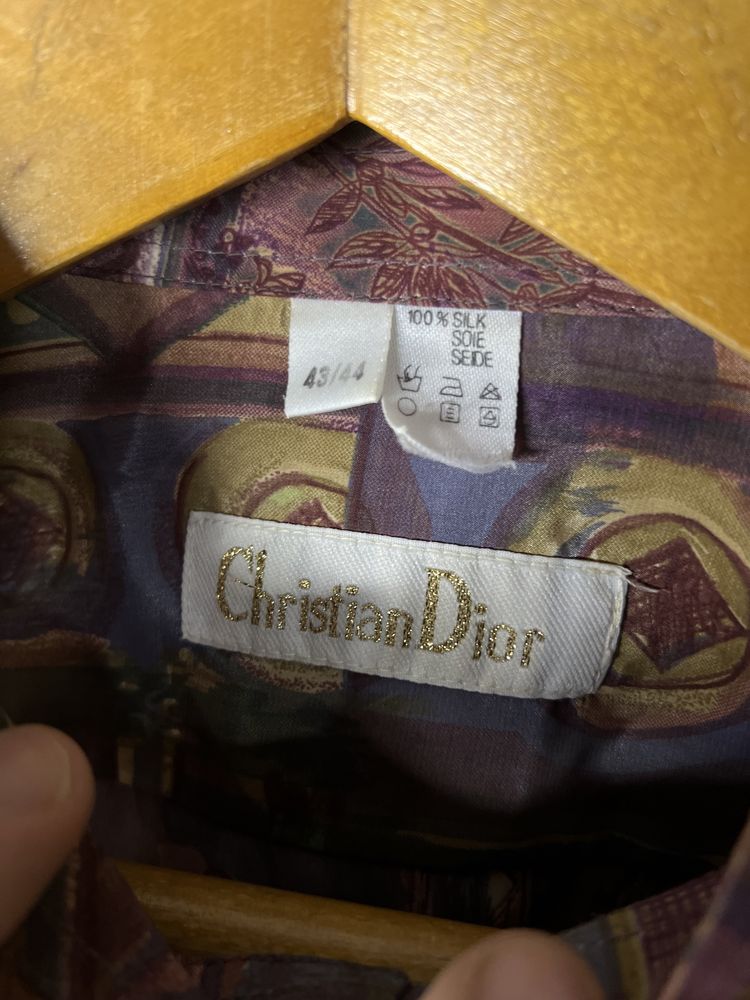 43/44
100% SILK
SOIE
SEIDE
Christian Dior